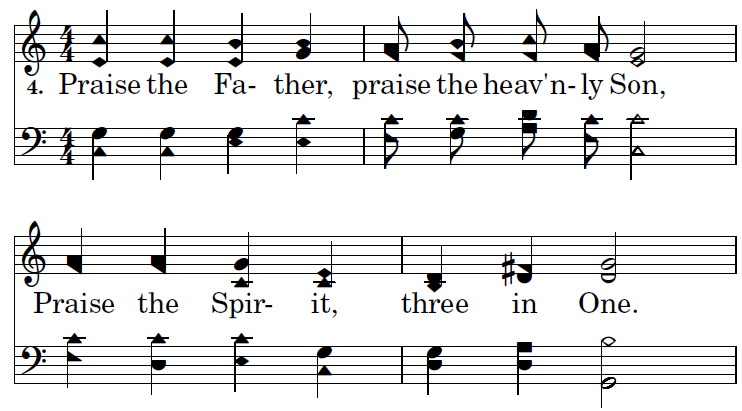 4. Praise the Fa- ther, praise the heav'n- ly Son,
Praise the Spir- it, three in One.